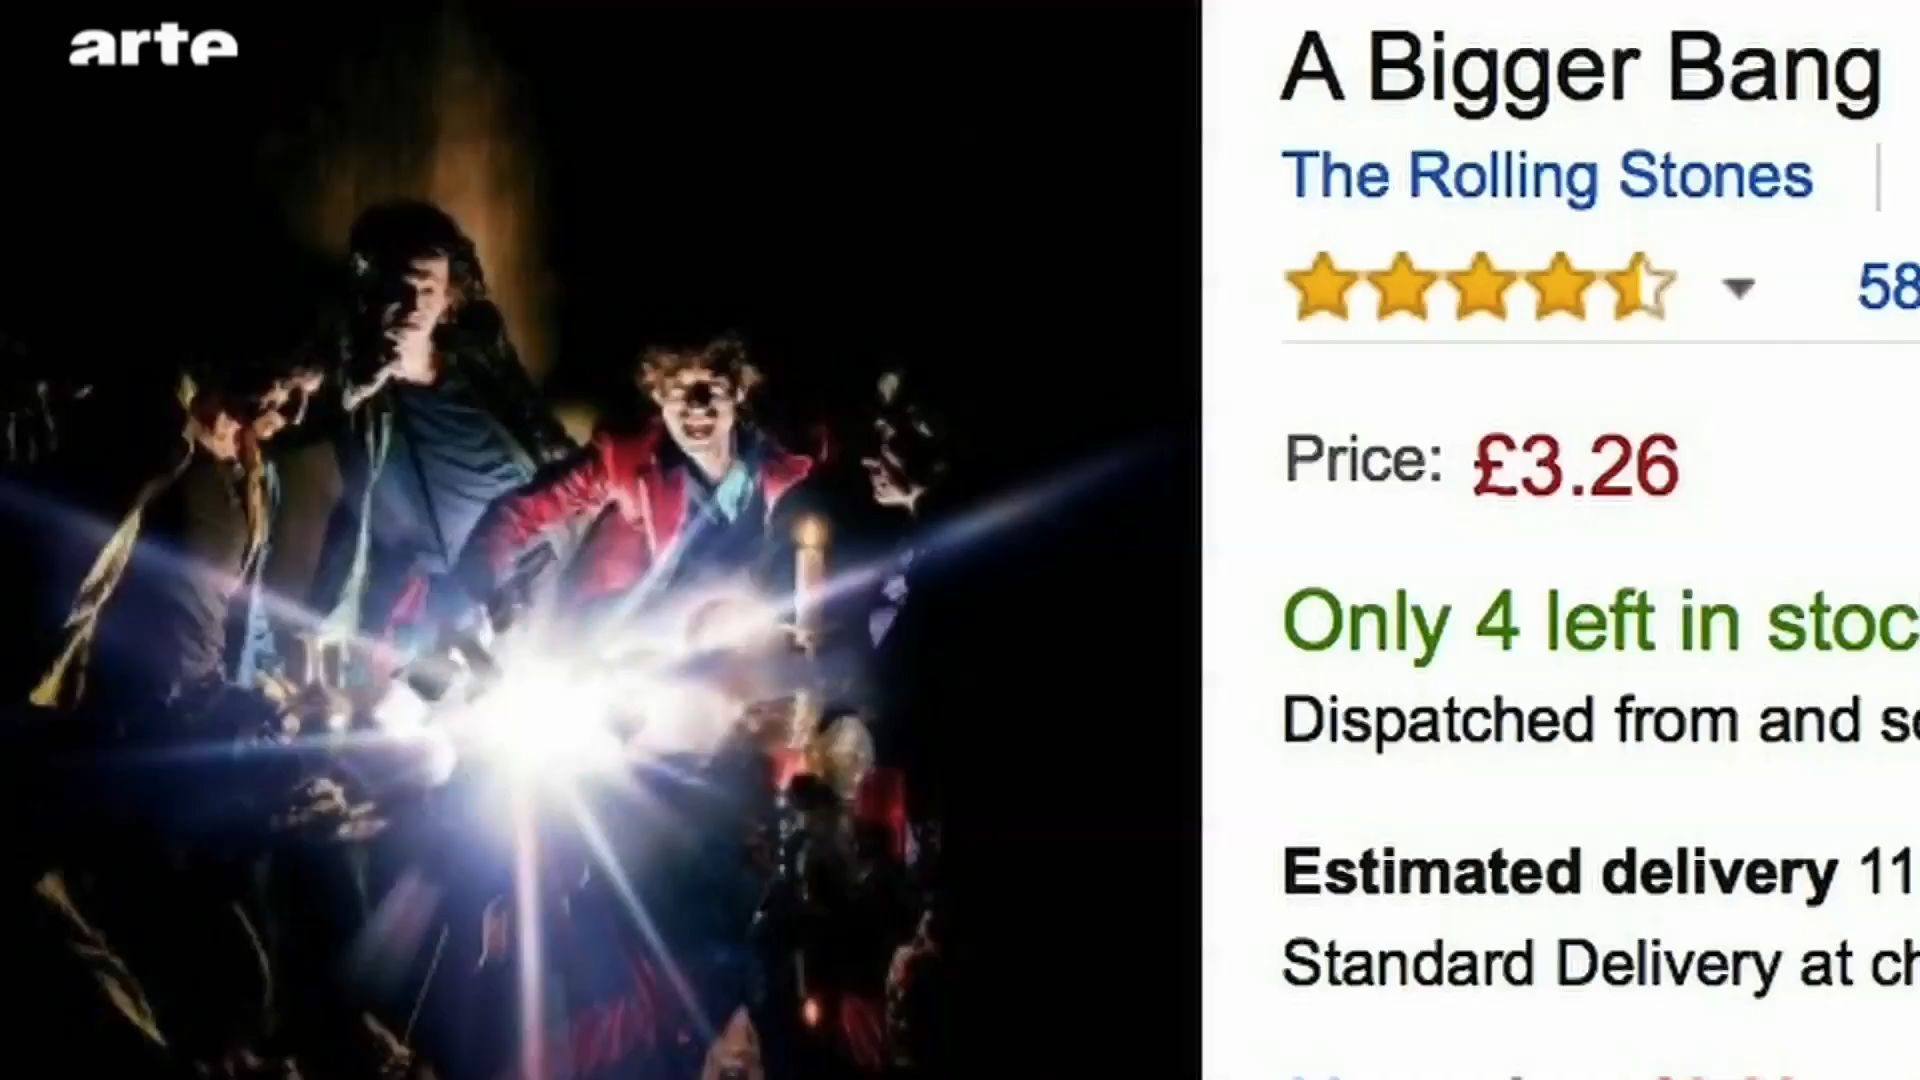 arte
A Bigger Bang
The Rolling Stones
58
Price: £3.26
Only 4 left in stoc
Dispatched from and s
Estimated delivery 11
Standard Delivery at ch